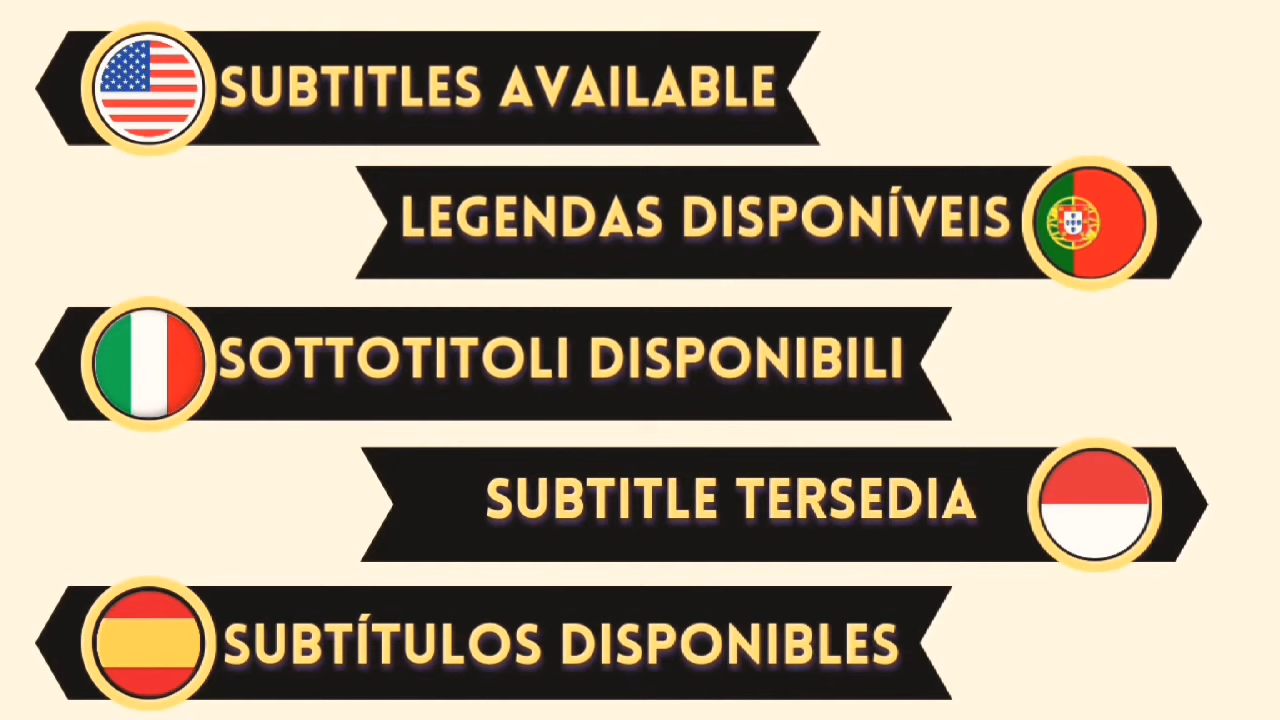 SUBTITLES AVAILABLE
LEGENDAS DISPONÍVEIS
SOTTOTITOLI DISPONIBILI
SUBTITLE TERSEDIA
SUBTÍTULOS DISPONIBLES